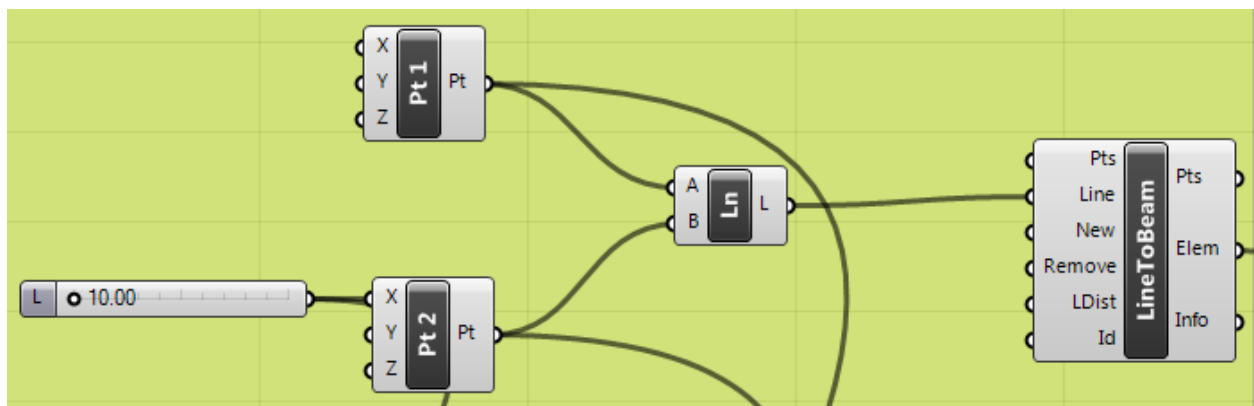 X
Y
Z
Pt 1
Pt
A
B
Ln
L
L
10.00
X
Y
Z
Pt 2
Pt
Pts
Line
New
Remove
LDist
Id
LineToBeam
Pts
Elem
Info